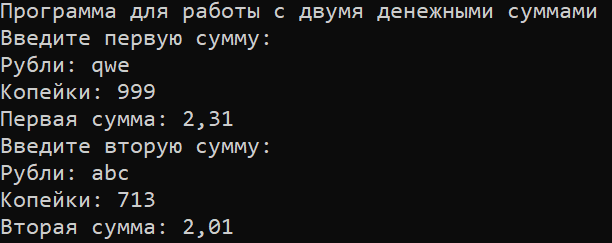 Программа для работы с двумя денежными суммами
Введите первую сумму:
Рубли: qwe
Копейки: 999
Первая сумма: 2,31
Введите вторую сумму:
Рубли: abc
Копейки: 713
Вторая сумма: 2,01